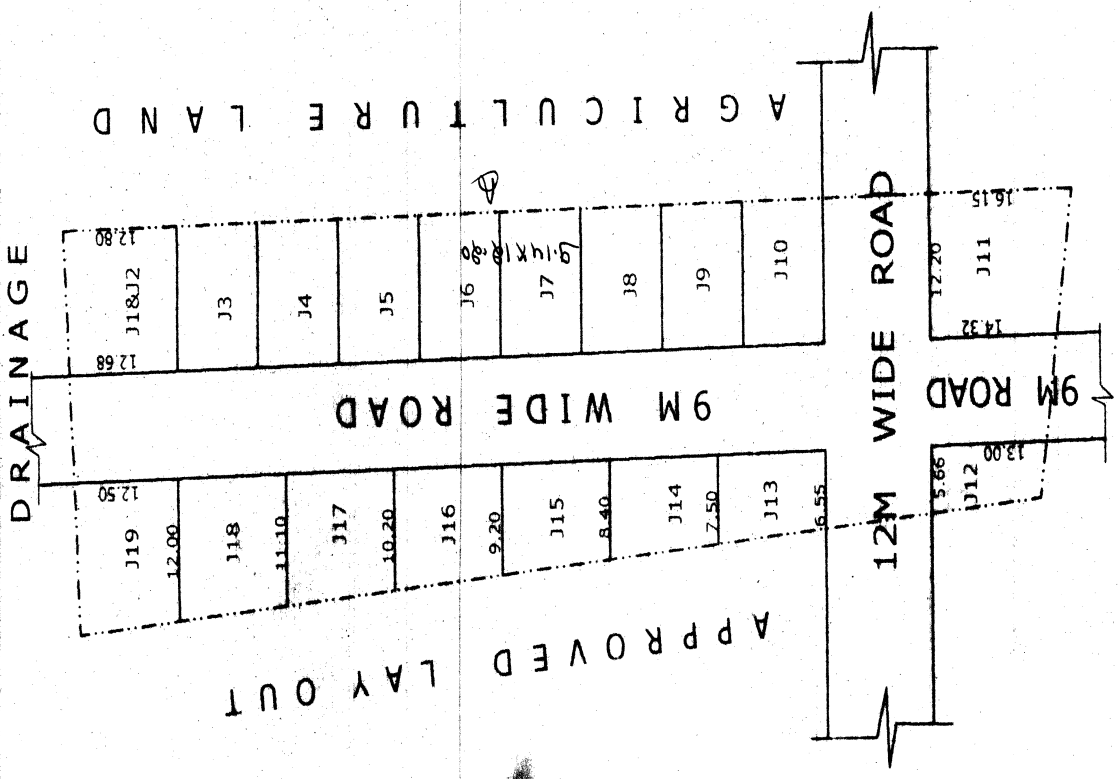 AGRICULTURE LAND
DRAINAGE
12.80
J1&J2
12.68
J3
J4
J5
J6
9.14X18.20
J7
J8
J9
J10
12M WIDE ROAD
16.15
12.20
J11
14.32
9M WIDE ROAD
9M ROAD
12.50
J19
12.00
J18
11.10
J17
10.20
J16
9.20
J15
8.40
J14
7.50
J13
6.55
5.66
J12
13.00
APPROVED LAY OUT